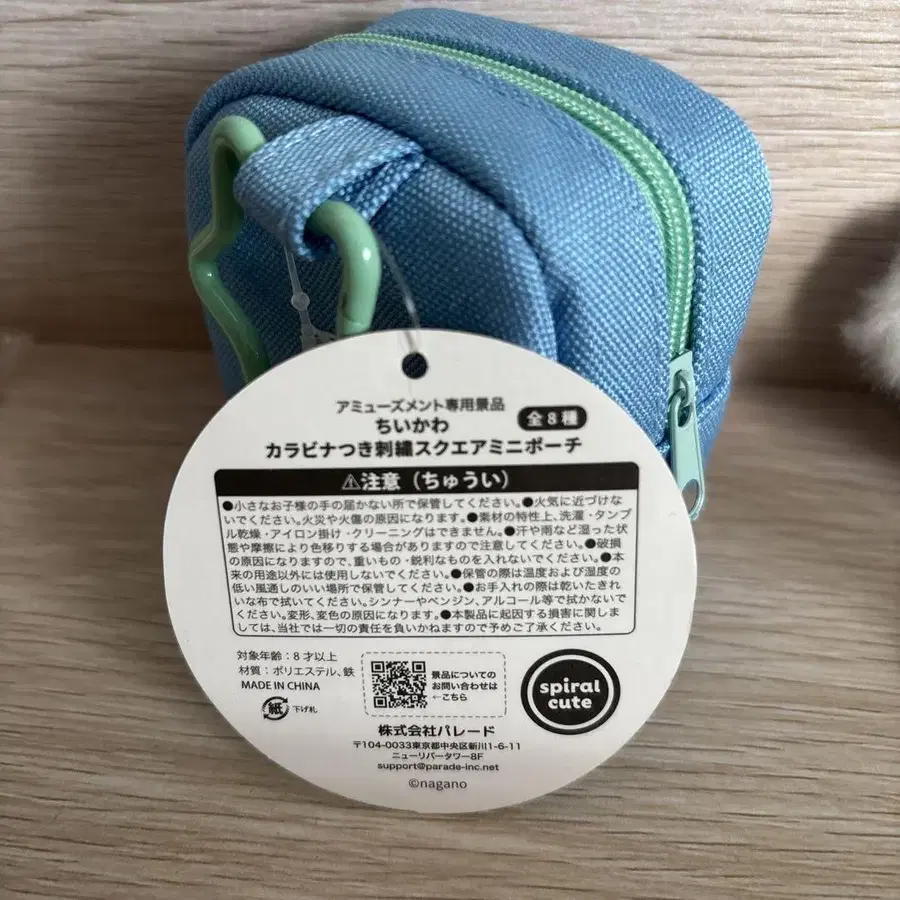 アミューズメント専用景品
ちいかわ
全8種
カラビナつき刺繍スクエアミニポーチ
⚠注意（ちゅうい）
●小さなお子様の手の届かない所で保管してください。●火気に近づけな
いでください。火災や火傷の原因になります。●素材の特性上、洗濯・タンブ
ル乾燥・アイロン掛け・クリーニングはできません。●汗や雨など湿った状
態や摩擦により色移りする場合がありますので注意してください。●破損
の原因になりますので、重いもの・鋭利なものを入れないでください。●本
来の用途以外には使用しないでください。●保管の際は温度および湿度の
低い風通しのいい場所で保管してください。●お手入れの際は乾いたきれ
いな布で拭いてください。シンナーやベンジン、アルコール等で拭かないで
ください。変形、変色の原因になります。●本製品に起因する損害に関しま
しては、当社では一切の責任を負いかねますので予めご了承ください。
対象年齢：8才以上
材質：ポリエステル、鉄
MADE IN CHINA
紙 下げ札
景品についての
お問い合わせは
←こちら
spiral
cute
株式会社パレード
〒104-0033東京都中央区新川1-6-11
ニューリバータワー8F
support@parade-inc.net
©nagano